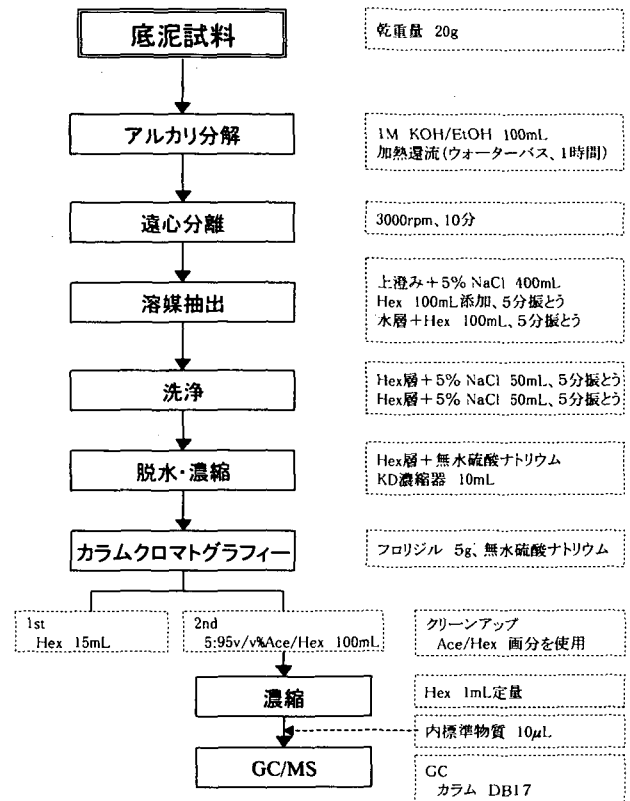 底泥試料
乾重量 20g
アルカリ分解
1M KOH/EtOH 100mL
加熱還流(ウォーターバス、1時間)
遠心分離
3000rpm、10分
溶媒抽出
上澄み+5% NaCl 400mL
Hex 100mL添加、5分振とう
水層+Hex 100mL、5分振とう
洗浄
Hex層+5% NaCl 50mL、5分振とう
Hex層+5% NaCl 50mL、5分振とう
脱水・濃縮
Hex層+無水硫酸ナトリウム
KD濃縮器 10mL
カラムクロマトグラフィー
フロリジル 5g、無水硫酸ナトリウム
1st
Hex 15mL
2nd
5:95v/v%Ace/Hex 100mL
クリーンアップ
Ace/Hex 画分を使用
濃縮
Hex 1mL定量
内標準物質 10μL
GC/MS
GC
カラム DB17